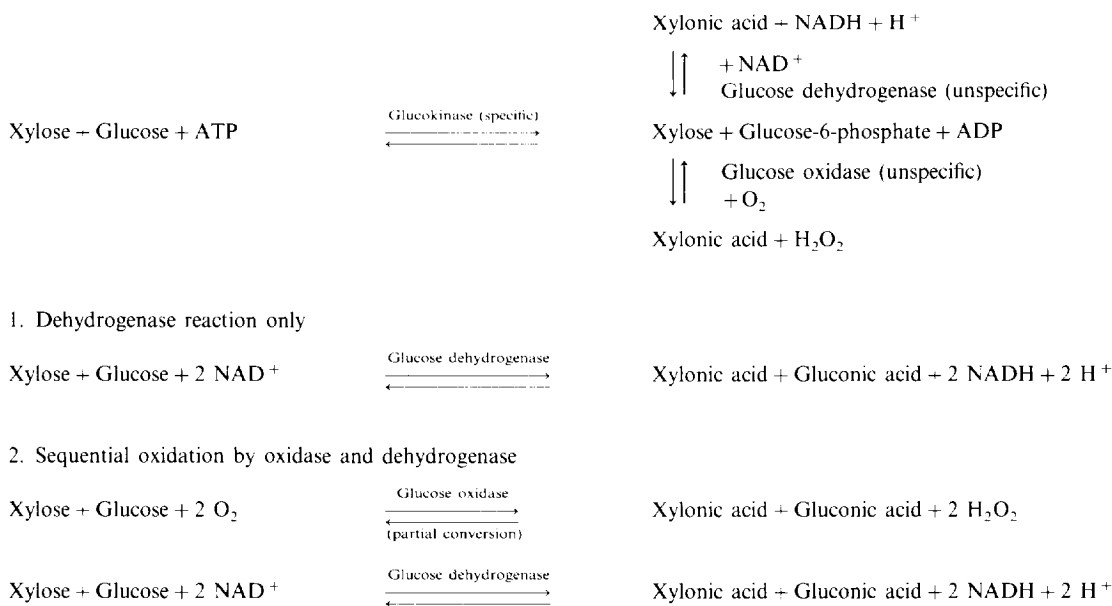 Xylonic acid + NADH + H⁺
+ NAD⁺
Glucose dehydrogenase (unspecific)
Glucokinase (specific)
Xylose + Glucose + ATP
Xylose + Glucose-6-phosphate + ADP
Glucose oxidase (unspecific)
+ O₂
Xylonic acid + H₂O₂
1. Dehydrogenase reaction only
Glucose dehydrogenase
Xylose + Glucose + 2 NAD⁺
Xylonic acid + Gluconic acid + 2 NADH + 2 H⁺
2. Sequential oxidation by oxidase and dehydrogenase
Glucose oxidase
Xylose + Glucose + 2 O₂
Xylonic acid + Gluconic acid + 2 H₂O₂
(partial conversion)
Glucose dehydrogenase
Xylose + Glucose + 2 NAD⁺
Xylonic acid + Gluconic acid + 2 NADH + 2 H⁺